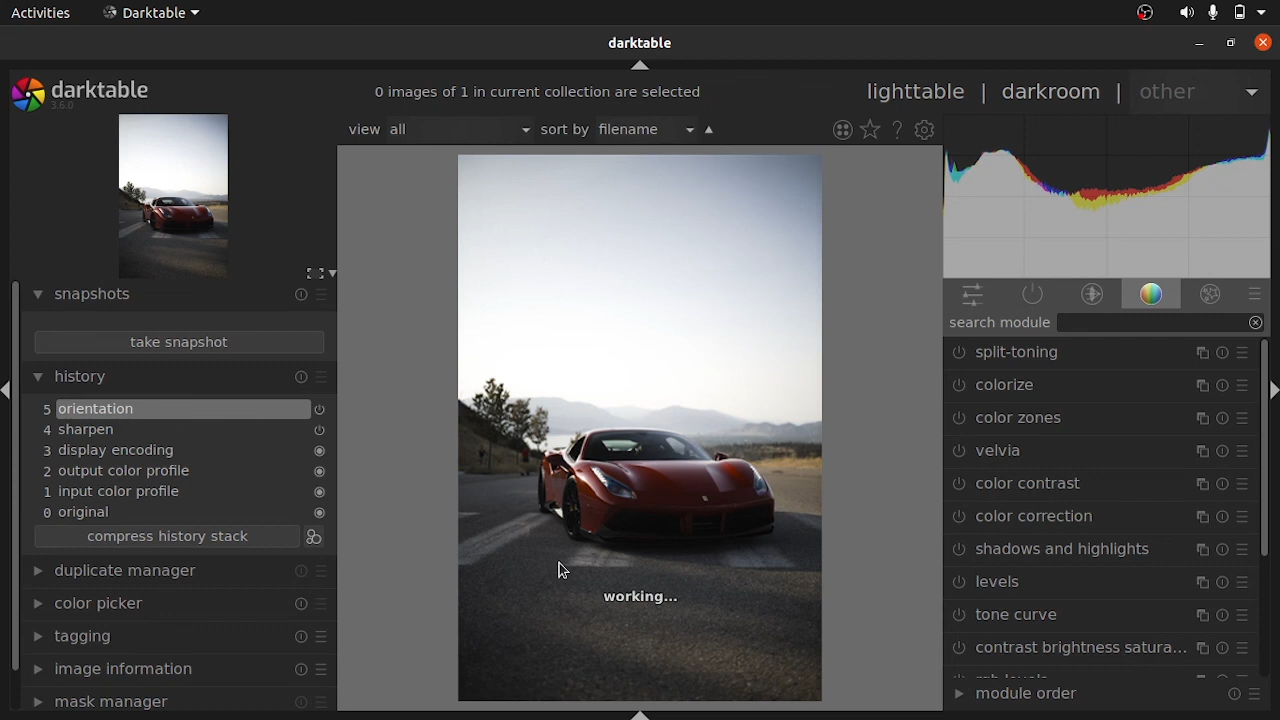 Activities
Darktable
darktable
darktable
3.6.0
0 images of 1 in current collection are selected
lighttable | darkroom | other
view all sort by filename
?
snapshots
take snapshot
history
5 orientation
4 sharpen
3 display encoding
2 output color profile
1 input color profile
0 original
compress history stack
duplicate manager
color picker
tagging
image information
mask manager
working...
search module
split-toning
colorize
color zones
velvia
color contrast
color correction
shadows and highlights
levels
tone curve
contrast brightness satura...
module order